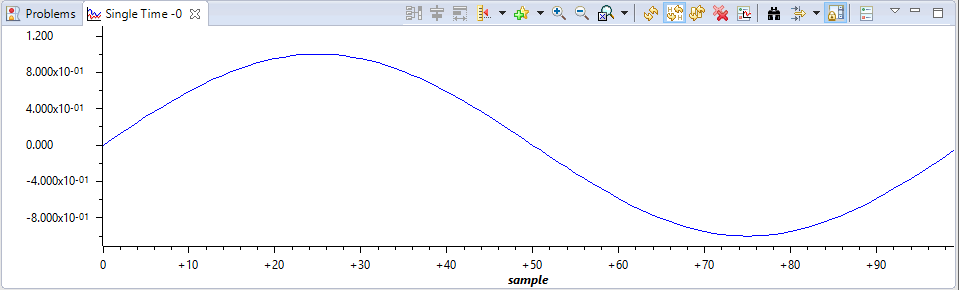 Problems Single Time -0
1.200
8.000x10-01
4.000x10-01
0.000
-4.000x10-01
-8.000x10-01
0 +10 +20 +30 +40 +50 +60 +70 +80 +90
sample